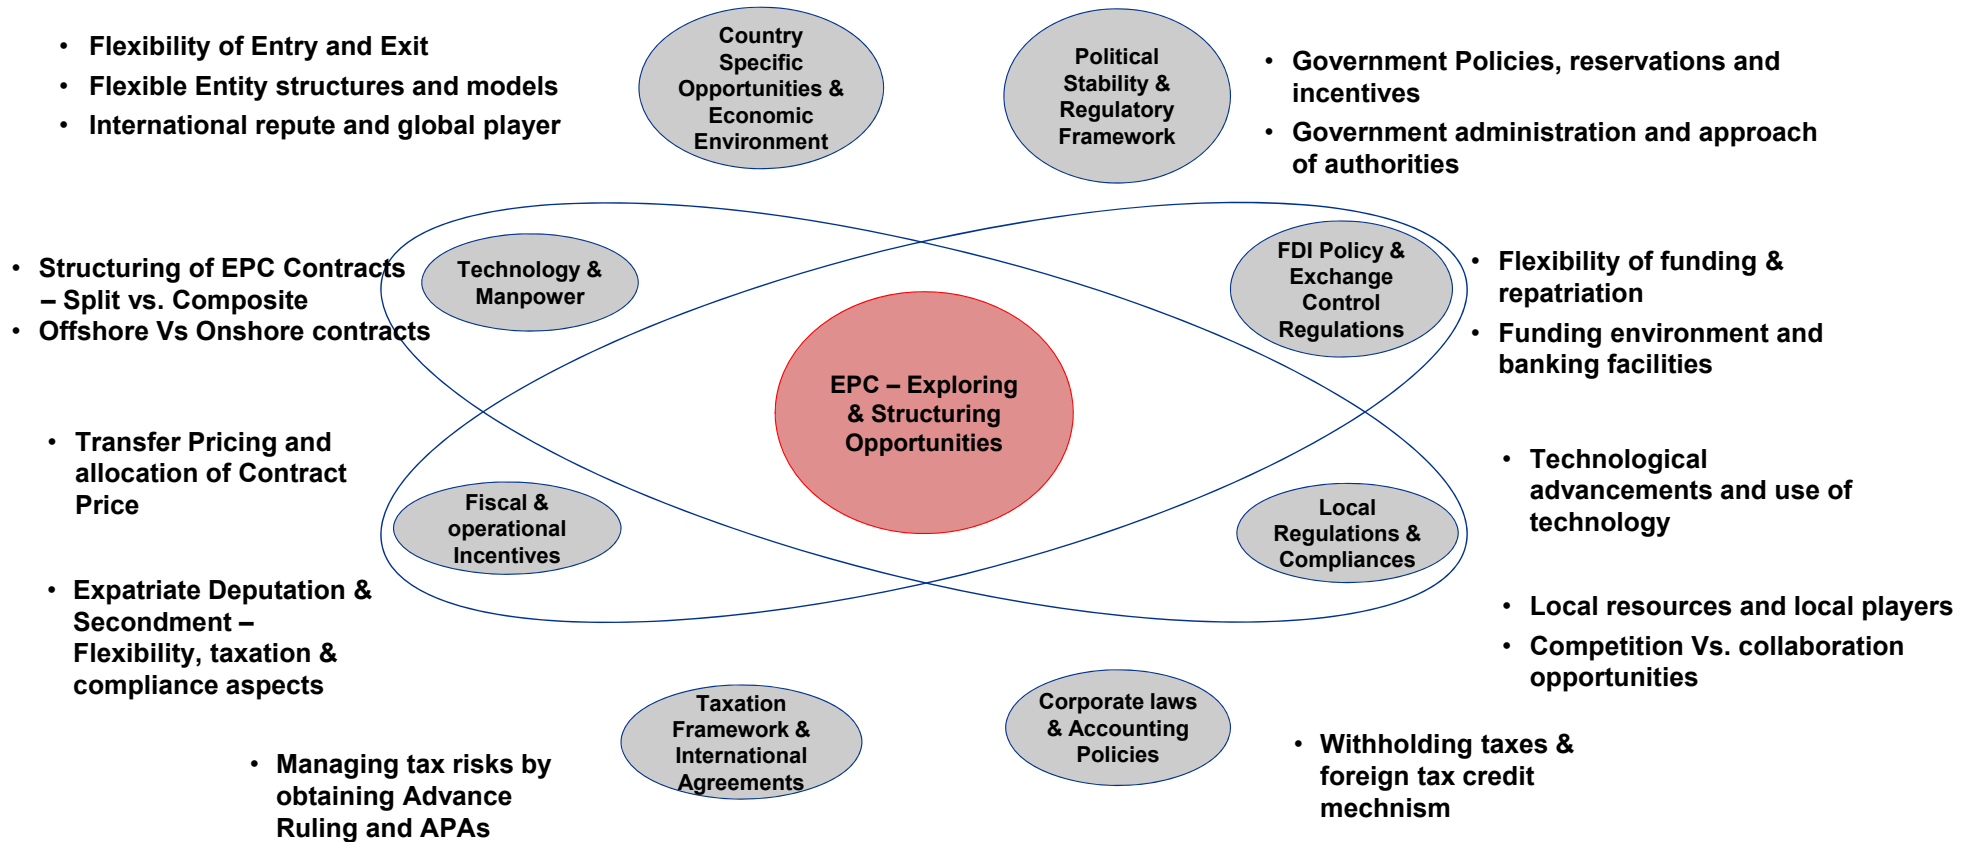 • Flexibility of Entry and Exit
• Flexible Entity structures and models
• International repute and global player
Country
Specific
Opportunities &
Economic
Environment
Political
Stability &
Regulatory
Framework
• Government Policies, reservations and
incentives
• Government administration and approach
of authorities
• Structuring of EPC Contracts
– Split vs. Composite
• Offshore Vs Onshore contracts
Technology &
Manpower
FDI Policy &
Exchange
Control
Regulations
• Flexibility of funding &
repatriation
• Funding environment and
banking facilities
EPC – Exploring
& Structuring
Opportunities
• Transfer Pricing and
allocation of Contract
Price
Fiscal &
operational
Incentives
Local
Regulations &
Compliances
• Technological
advancements and use of
technology
• Expatriate Deputation &
Secondment –
Flexibility, taxation &
compliance aspects
• Local resources and local players
• Competition Vs. collaboration
opportunities
Taxation
Framework &
International
Agreements
Corporate laws
& Accounting
Policies
• Managing tax risks by
obtaining Advance
Ruling and APAs
• Withholding taxes &
foreign tax credit
mechnism